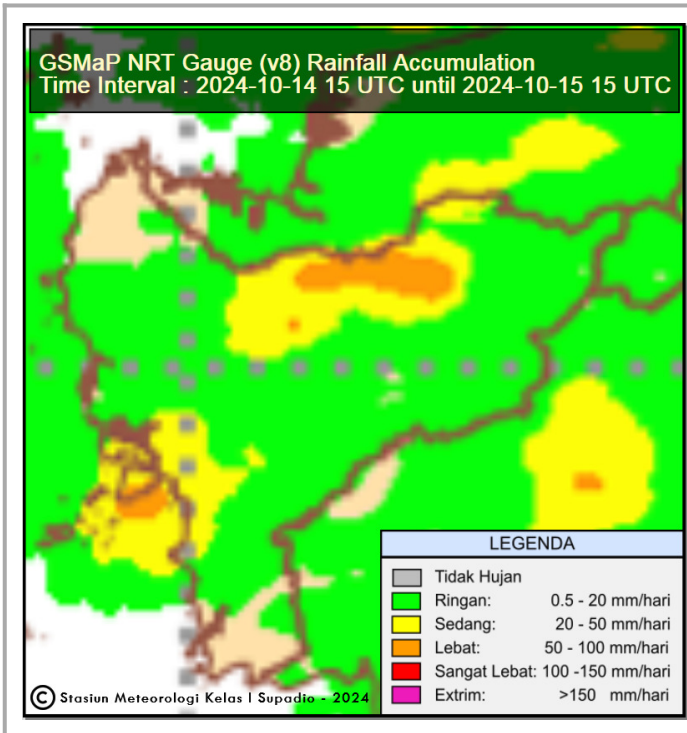 GSMaP NRT Gauge (v8) Rainfall Accumulation
Time Interval : 2024-10-14 15 UTC until 2024-10-15 15 UTC
LEGENDA
Tidak Hujan
Ringan: 0.5 - 20 mm/hari
Sedang: 20 - 50 mm/hari
Lebat: 50 - 100 mm/hari
Sangat Lebat: 100 -150 mm/hari
Extrim: >150 mm/hari
© Stasiun Meteorologi Kelas I Supadio - 2024